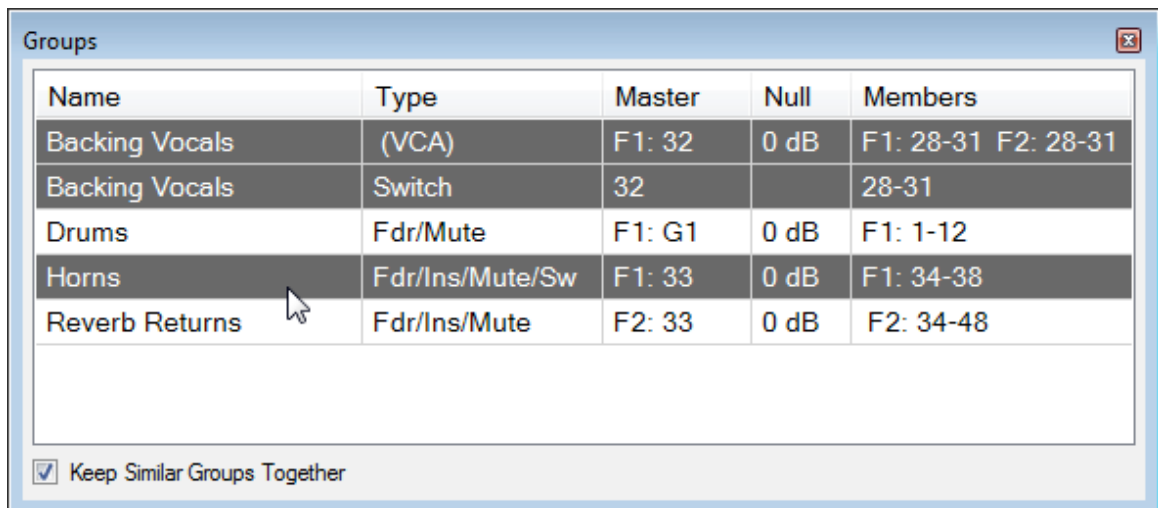 Groups
Name Type Master Null Members
Backing Vocals (VCA) F1: 32 0 dB F1: 28-31 F2: 28-31
Backing Vocals Switch 32 28-31
Drums Fdr/Mute F1: G1 0 dB F1: 1-12
Horns Fdr/Ins/Mute/Sw F1: 33 0 dB F1: 34-38
Reverb Returns Fdr/Ins/Mute F2: 33 0 dB F2: 34-48
Keep Similar Groups Together